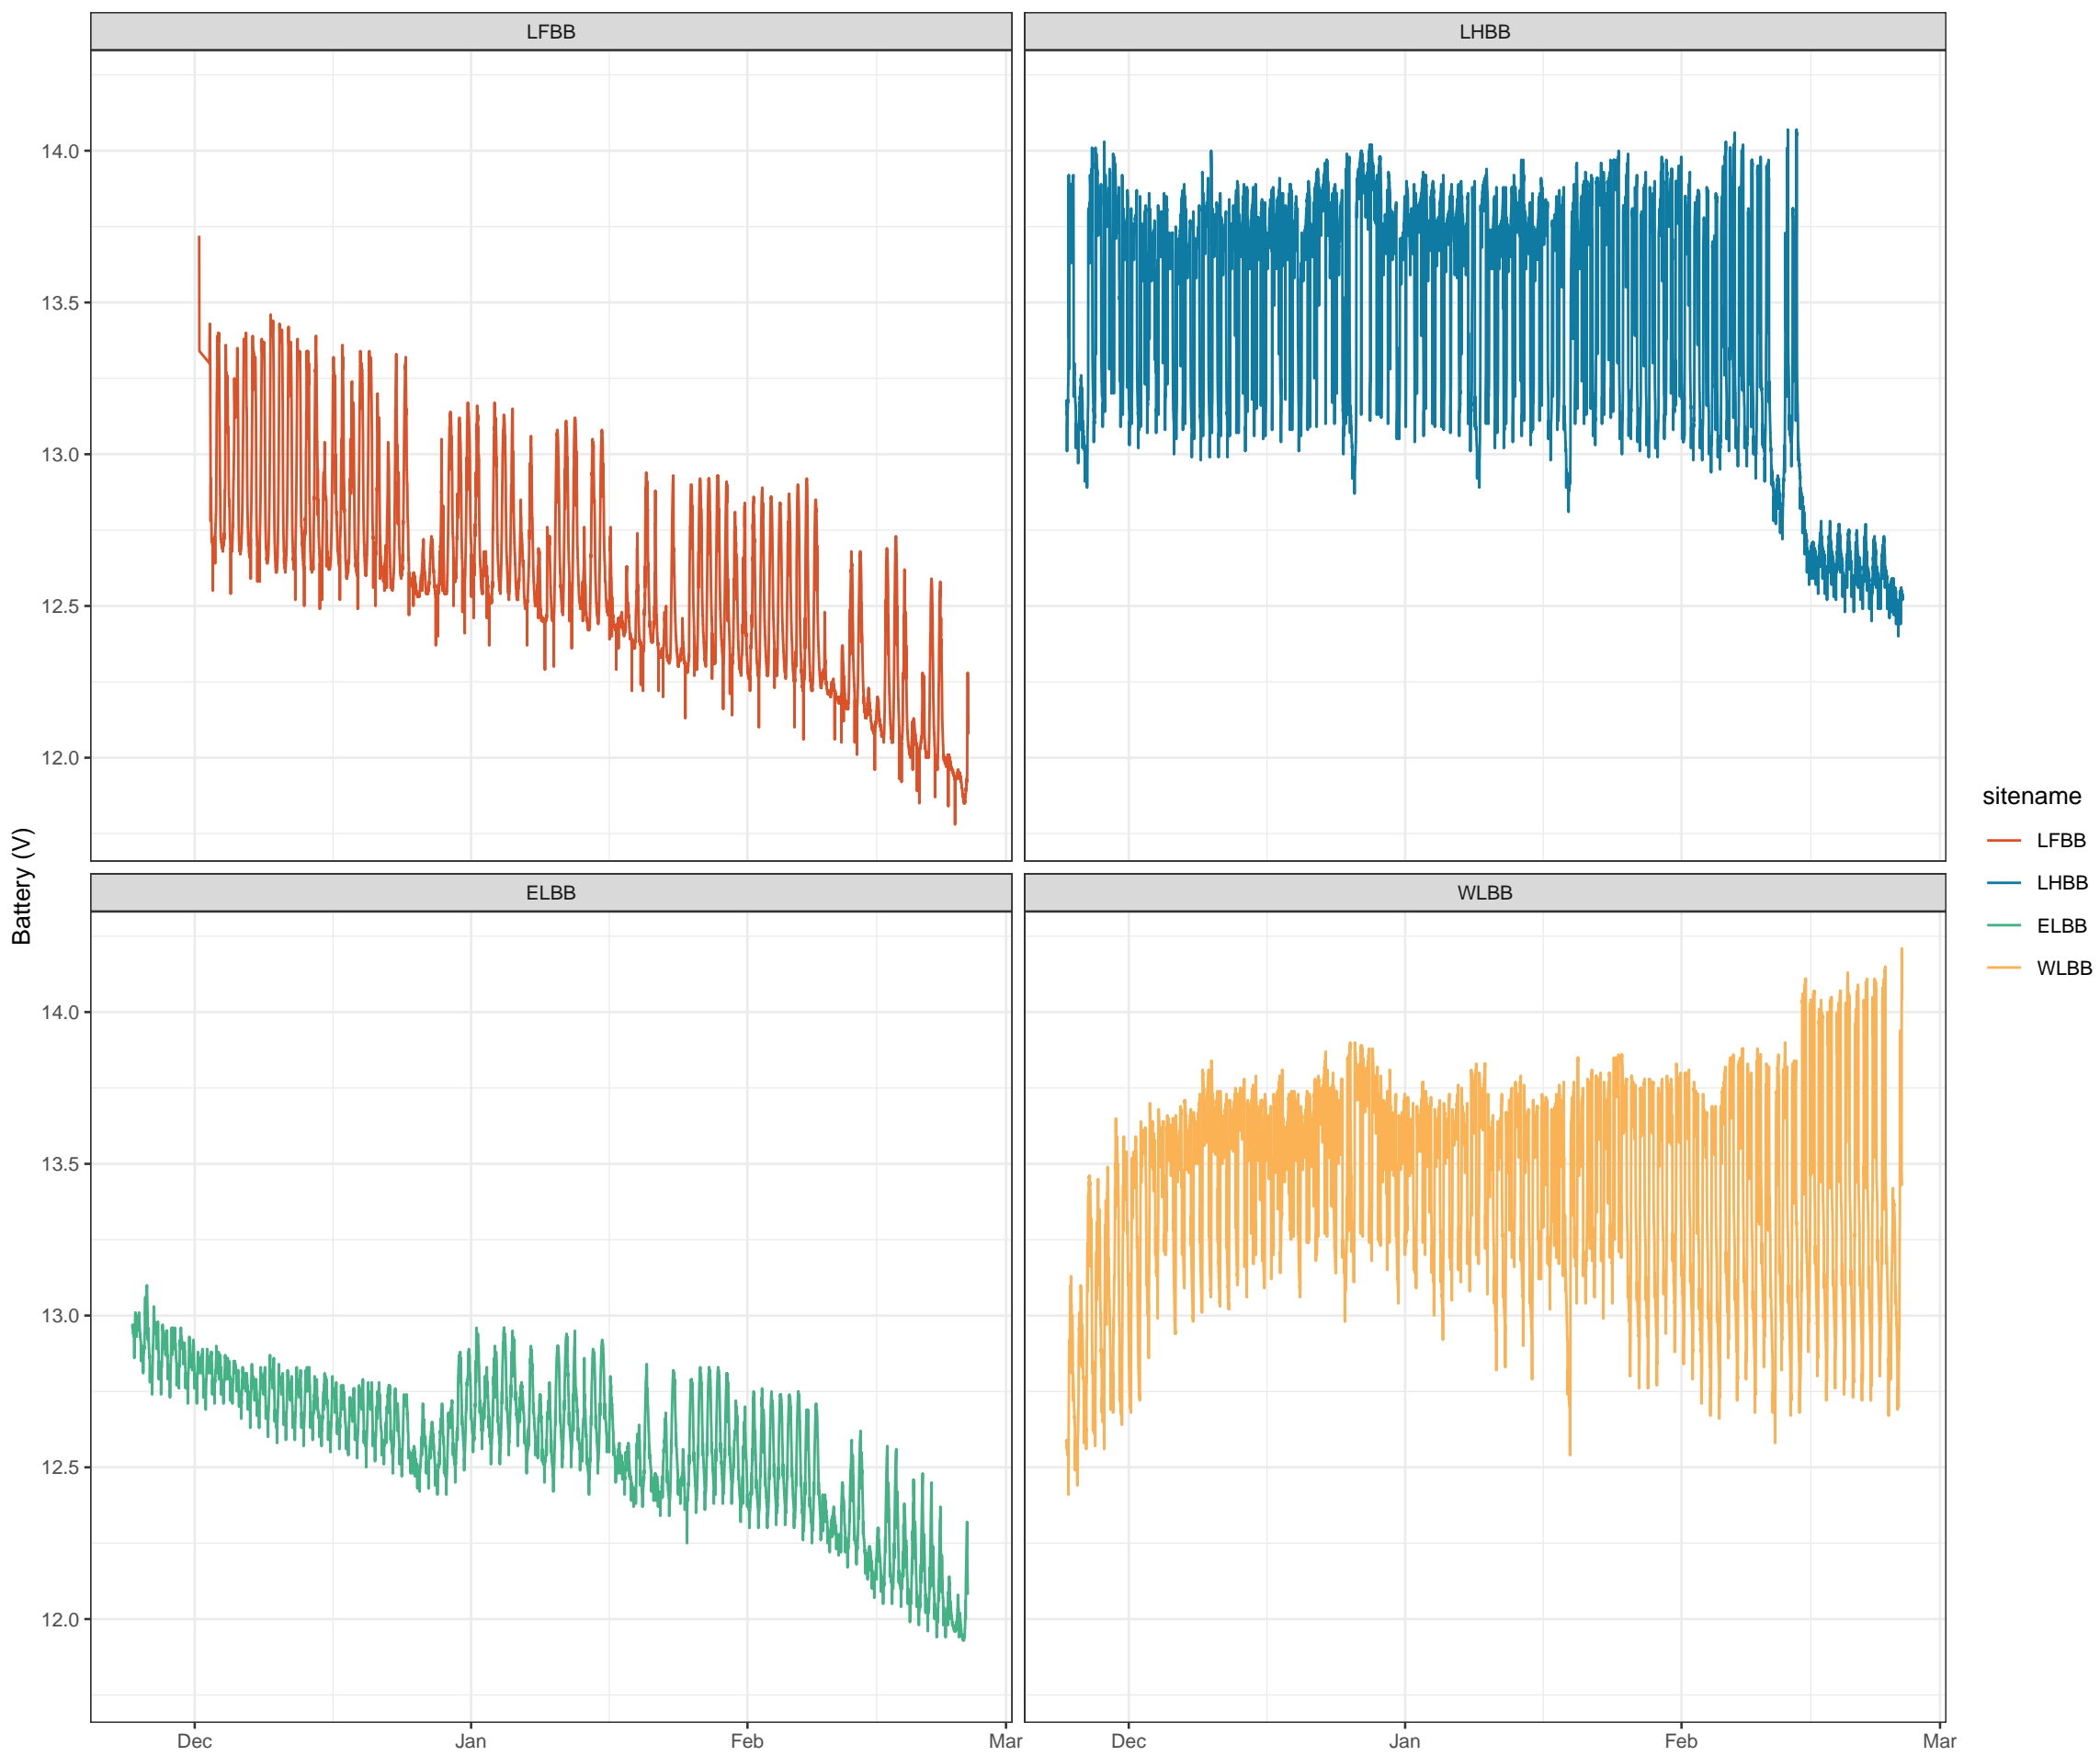 LFBB
LHBB
14.0
13.5
13.0
12.5
12.0
Battery (V)
ELBB
WLBB
14.0
13.5
13.0
12.5
12.0
Dec Jan Feb Mar
Dec Jan Feb Mar
sitename
LFBB
LHBB
ELBB
WLBB